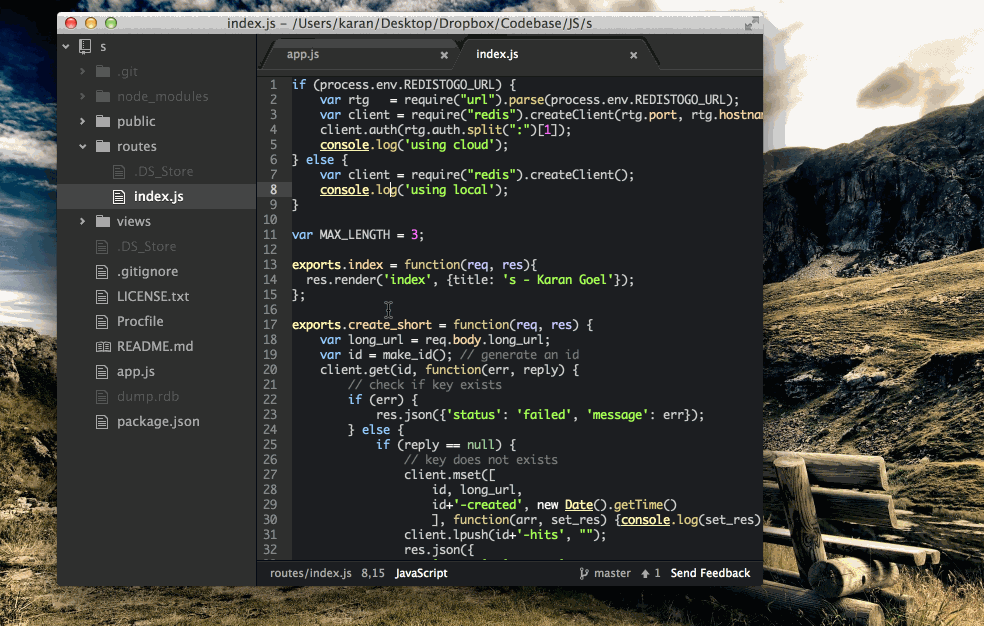 index.js – /Users/karan/Desktop/Dropbox/Codebase/JS/s
s
.git
node_modules
public
routes
.DS_Store
index.js
views
.DS_Store
.gitignore
LICENSE.txt
Procfile
README.md
app.js
dump.rdb
package.json
app.js × index.js ×
1 if (process.env.REDISTOGO_URL) {
2     var rtg   = require("url").parse(process.env.REDISTOGO_URL);
3     var client = require("redis").createClient(rtg.port, rtg.hostnam
4     client.auth(rtg.auth.split(":")[1]);
5     console.log('using cloud');
6 } else {
7     var client = require("redis").createClient();
8     console.log('using local');
9 }
10
11 var MAX_LENGTH = 3;
12
13 exports.index = function(req, res){
14   res.render('index', {title: 's - Karan Goel'});
15 };
16
17 exports.create_short = function(req, res) {
18     var long_url = req.body.long_url;
19     var id = make_id(); // generate an id
20     client.get(id, function(err, reply) {
21         // check if key exists
22         if (err) {
23             res.json({'status': 'failed', 'message': err});
24         } else {
25             if (reply == null) {
26                 // key does not exists
27                 client.mset([
28                     id, long_url,
29                     id+'-created', new Date().getTime()
30                     ], function(arr, set_res) {console.log(set_res)
31                 client.lpush(id+'-hits', "");
32                 res.json({
routes/index.js 8,15 JavaScript master 1 Send Feedback